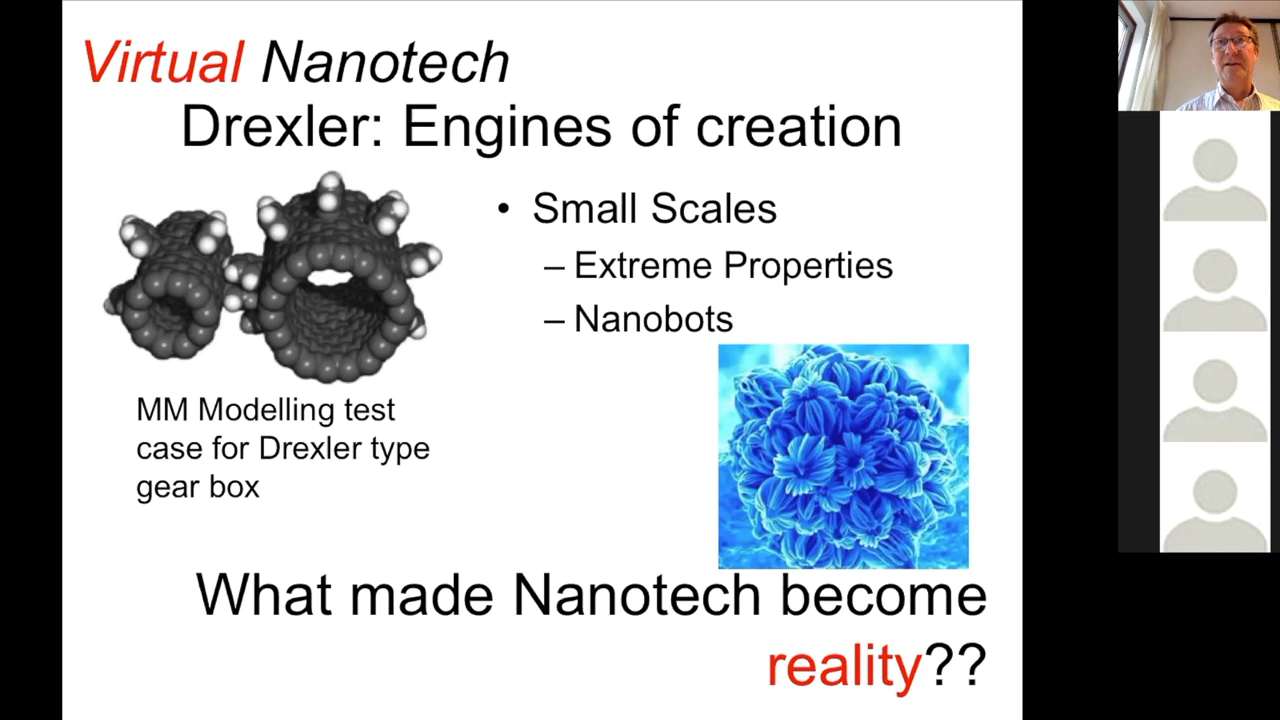 Virtual Nanotech
Drexler: Engines of creation
• Small Scales
– Extreme Properties
– Nanobots
MM Modelling test
case for Drexler type
gear box
What made Nanotech become
reality??